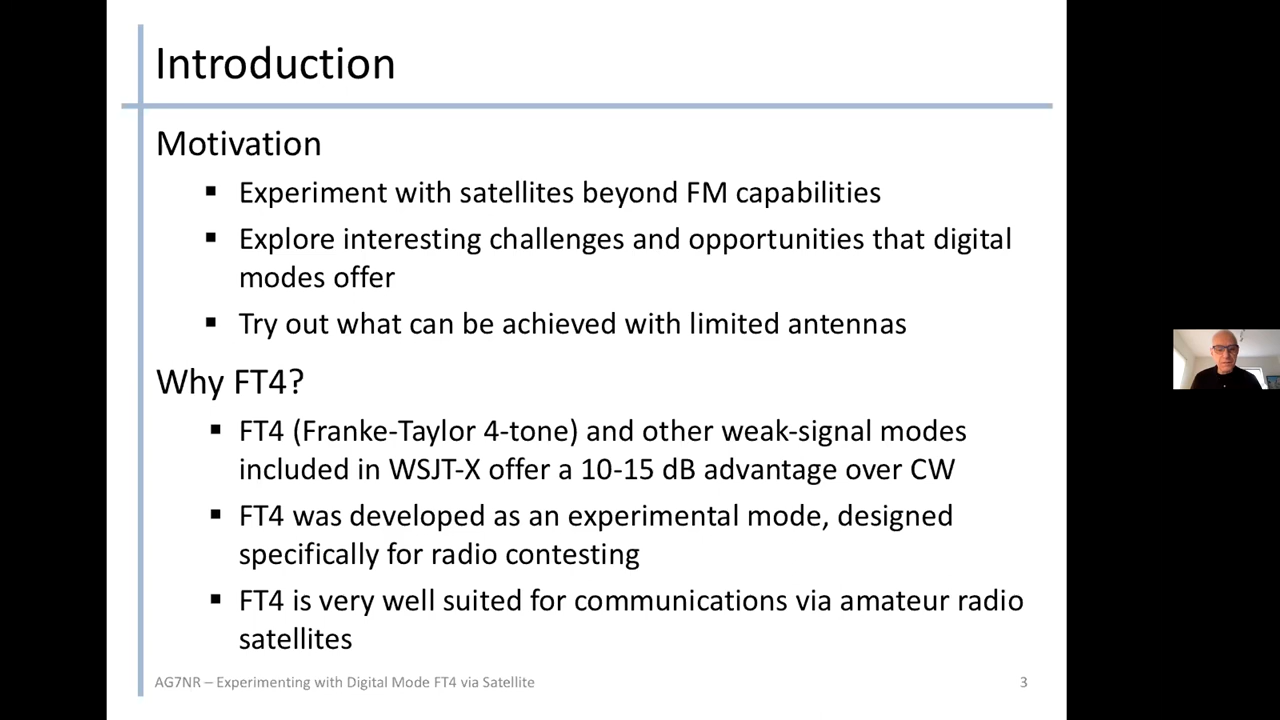 Introduction
Motivation
▪ Experiment with satellites beyond FM capabilities
▪ Explore interesting challenges and opportunities that digital
modes offer
▪ Try out what can be achieved with limited antennas
Why FT4?
▪ FT4 (Franke-Taylor 4-tone) and other weak-signal modes
included in WSJT-X offer a 10-15 dB advantage over CW
▪ FT4 was developed as an experimental mode, designed
specifically for radio contesting
▪ FT4 is very well suited for communications via amateur radio
satellites
AG7NR – Experimenting with Digital Mode FT4 via Satellite
3